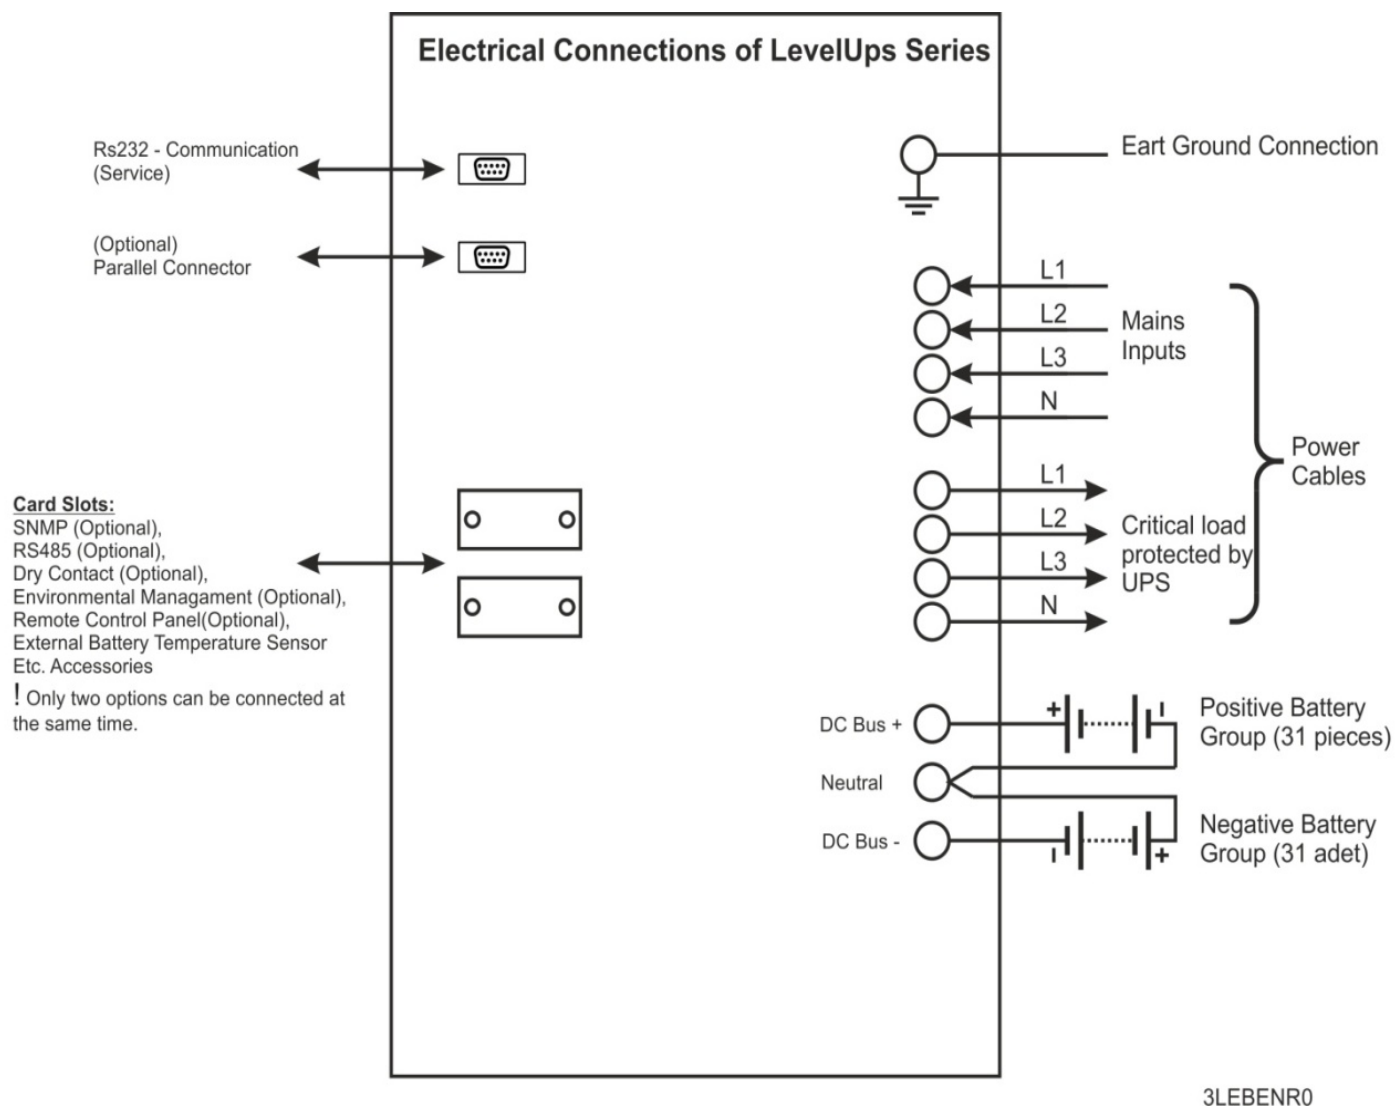 Electrical Connections of LevelUps Series
Rs232 - Communication
(Service)
(Optional)
Parallel Connector
Card Slots:
SNMP (Optional),
RS485 (Optional),
Dry Contact (Optional),
Environmental Managament (Optional),
Remote Control Panel(Optional),
External Battery Temperature Sensor
Etc. Accessories
! Only two options can be connected at
the same time.
Eart Ground Connection
L1
L2
L3
N
Mains
Inputs
L1
L2
L3
N
Critical load
protected by
UPS
Power
Cables
DC Bus +
Neutral
DC Bus -
+
-
Positive Battery
Group (31 pieces)
-
+
Negative Battery
Group (31 adet)
3LEBENR0